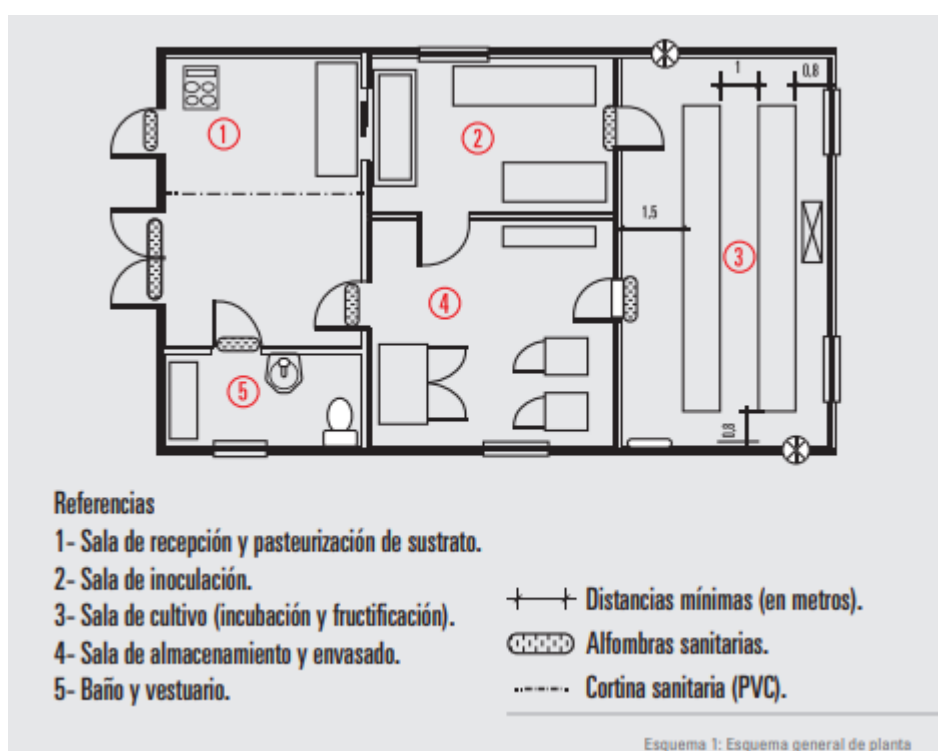 1
0,8
1
2
1,5
3
4
5
0,8
Referencias
1- Sala de recepción y pasteurización de sustrato.
2- Sala de inoculación.
3- Sala de cultivo (incubación y fructificación).
4- Sala de almacenamiento y envasado.
5- Baño y vestuario.
Distancias mínimas (en metros).
Alfombras sanitarias.
Cortina sanitaria (PVC).
Esquema 1: Esquema general de planta